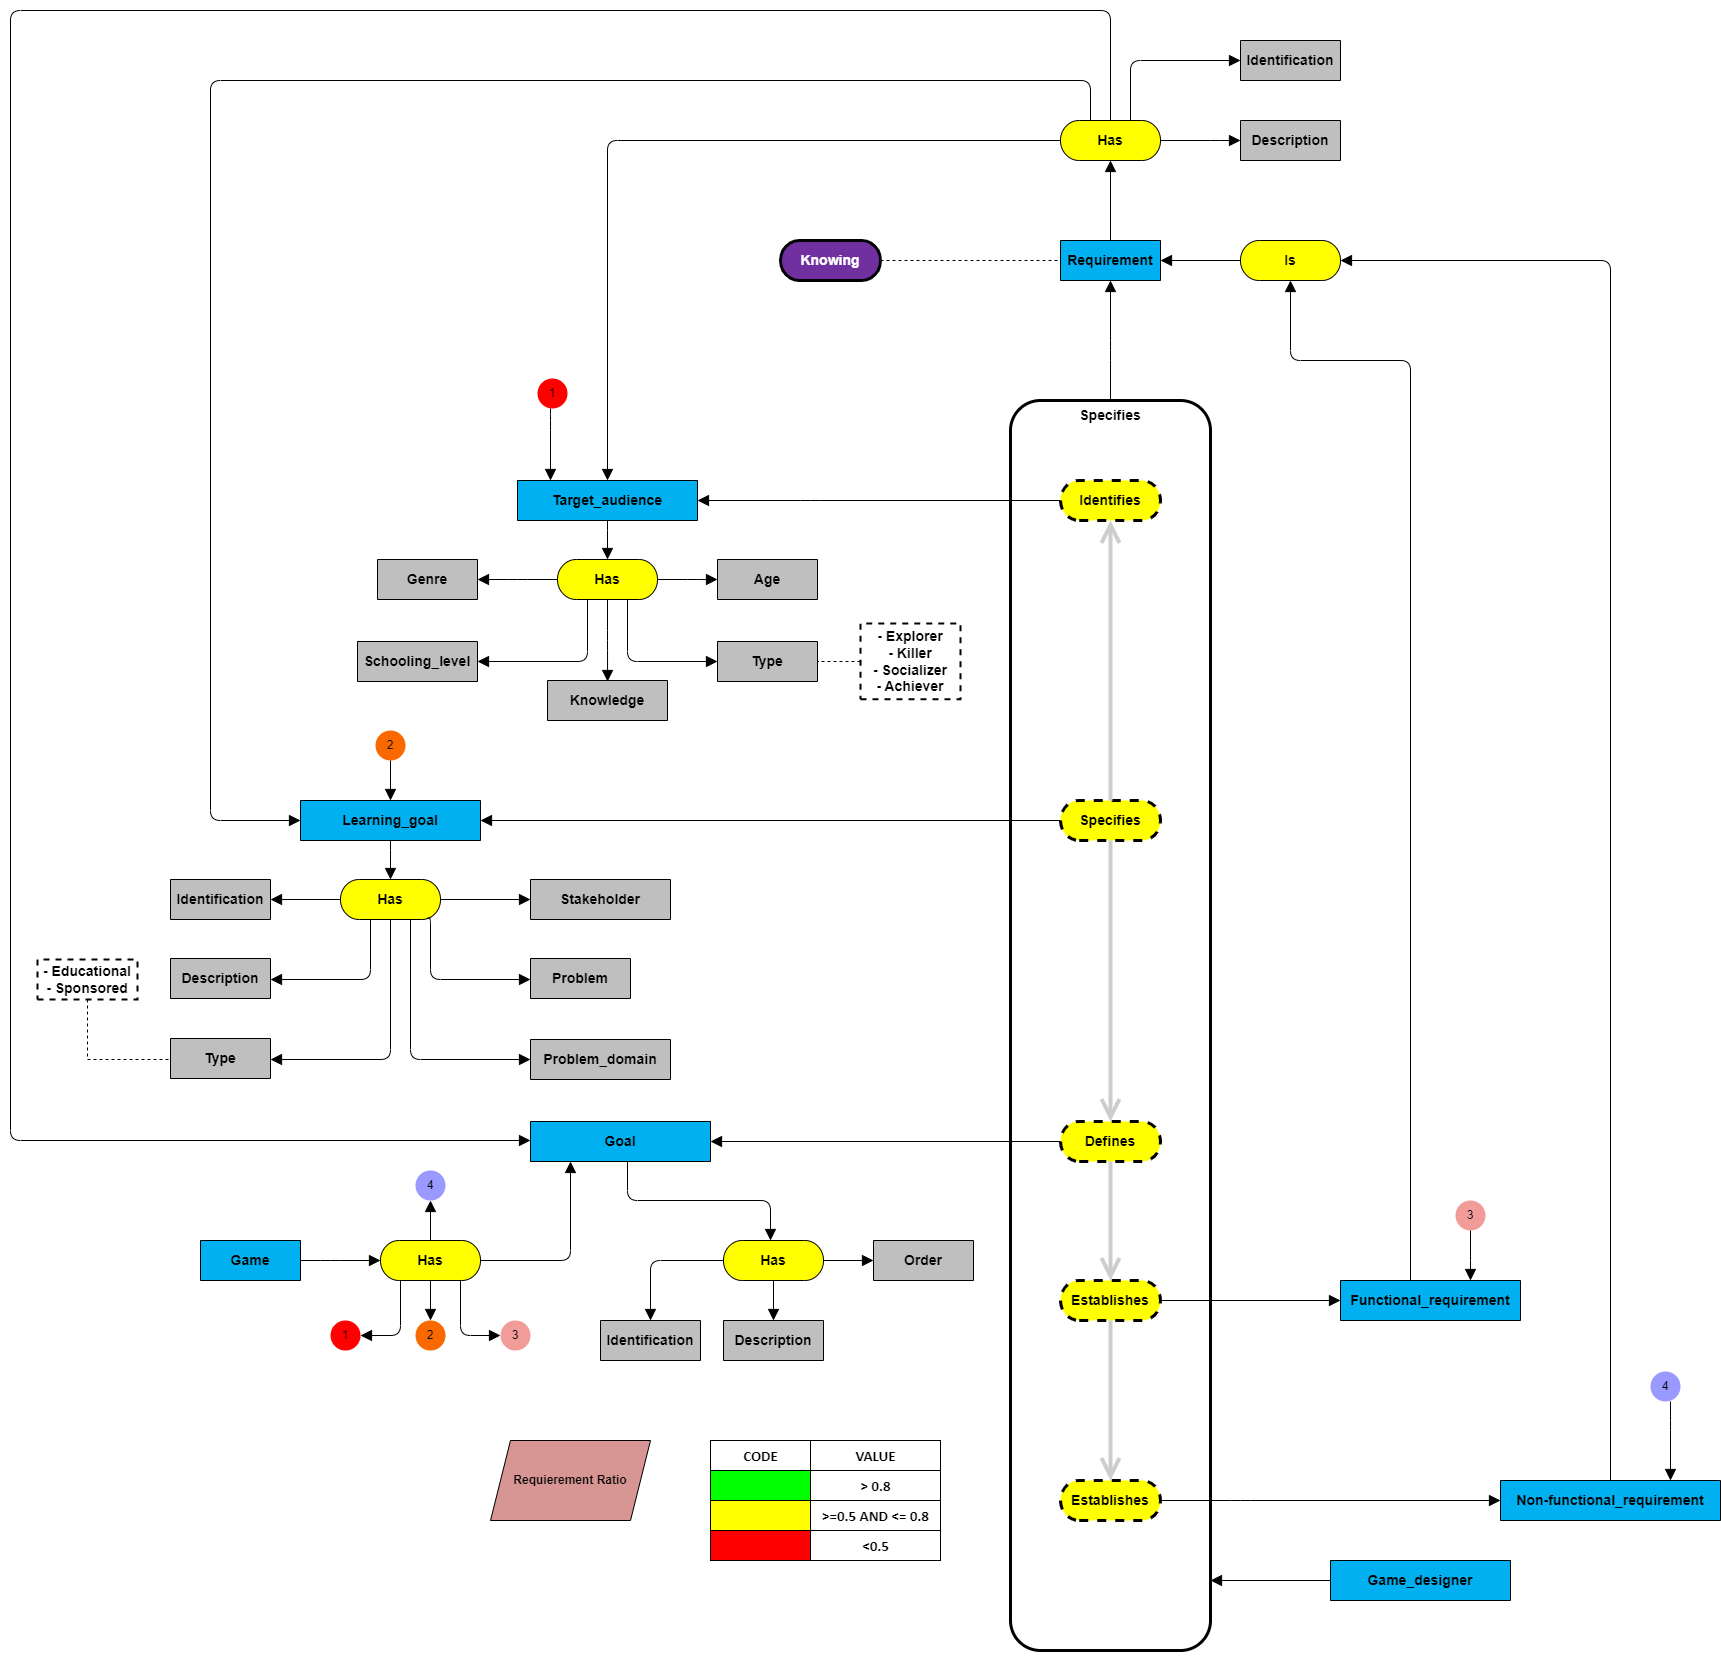 Identification
Has
Description
Knowing
Requirement
Is
1
Specifies
Target_audience
Identifies
Genre
Has
Age
Schooling_level
Type
- Explorer
- Killer
- Socializer
- Achiever
Knowledge
2
Learning_goal
Specifies
Identification
Has
Stakeholder
- Educational
- Sponsored
Description
Problem
Type
Problem_domain
Goal
Defines
4
3
Game
Has
Has
Order
Establishes
Functional_requirement
1
2
3
Identification
Description
4
Requierement Ratio
CODE
VALUE
> 0.8
>=0.5 AND <= 0.8
<0.5
Establishes
Non-functional_requirement
Game_designer